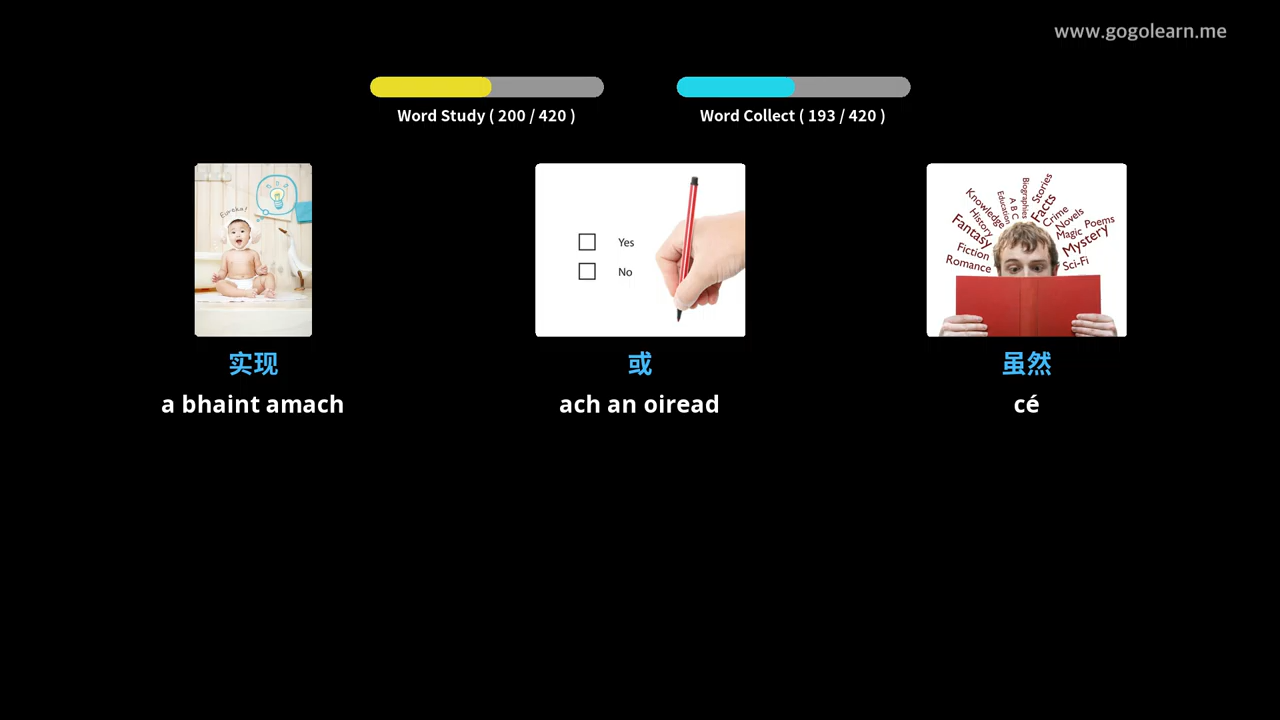 www.gogolearn.me
Word Study ( 200 / 420 )
Word Collect ( 193 / 420 )
Eureka!
Yes
No
Knowledge
History
Fantasy
Fiction
Romance
Education
A B C
Biographies
Stories
Facts
Crime
Novels
Magic
Poems
Mystery
Sci-Fi
实现
或
虽然
a bhaint amach
ach an oiread
cé